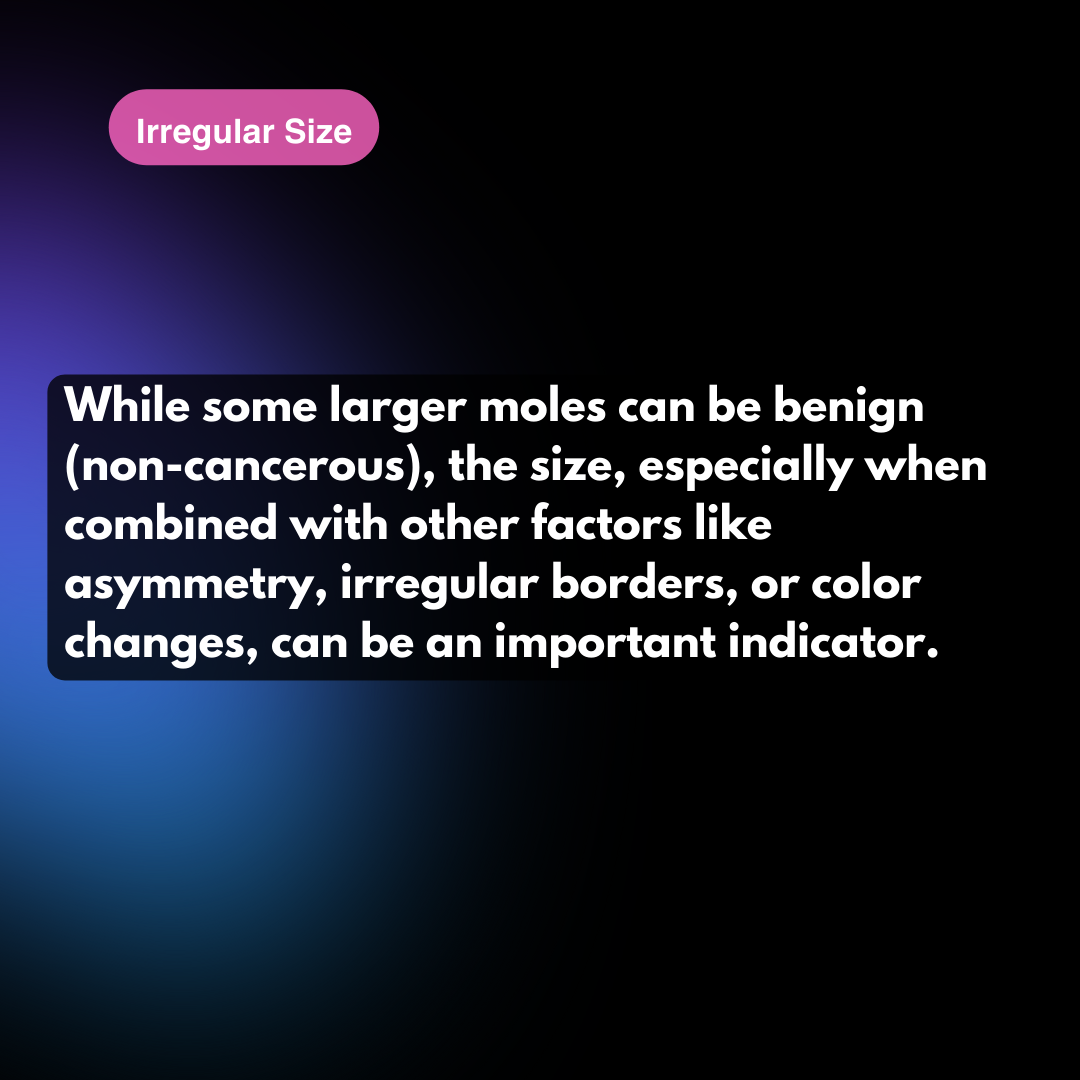 Irregular Size
While some larger moles can be benign
(non-cancerous), the size, especially when
combined with other factors like
asymmetry, irregular borders, or color
changes, can be an important indicator.